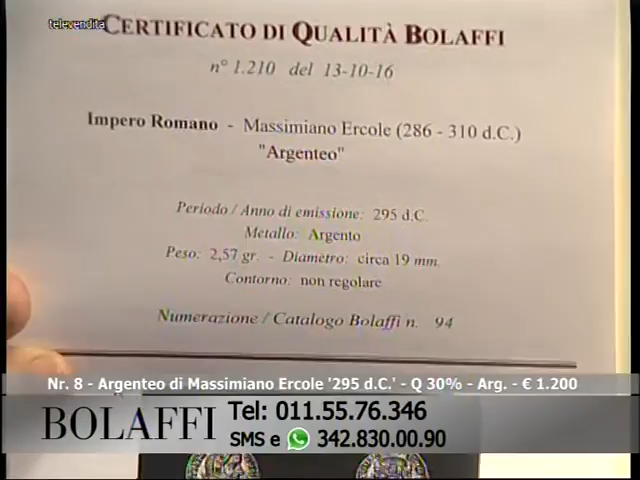 televendita
CERTIFICATO DI QUALITÀ BOLAFFI
n° 1.210 del 13-10-16
Impero Romano - Massimiano Ercole (286 - 310 d.C.)
"Argenteo"
Periodo / Anno di emissione: 295 d.C.
Metallo: Argento
Peso: 2,57 gr. - Diametro: circa 19 mm.
Contorno: non regolare
Numerazione / Catalogo Bolaffi n. 94
Nr. 8 - Argenteo di Massimiano Ercole '295 d.C.' - Q 30% - Arg. - € 1.200
BOLAFFI
Tel: 011.55.76.346
SMS e 342.830.00.90